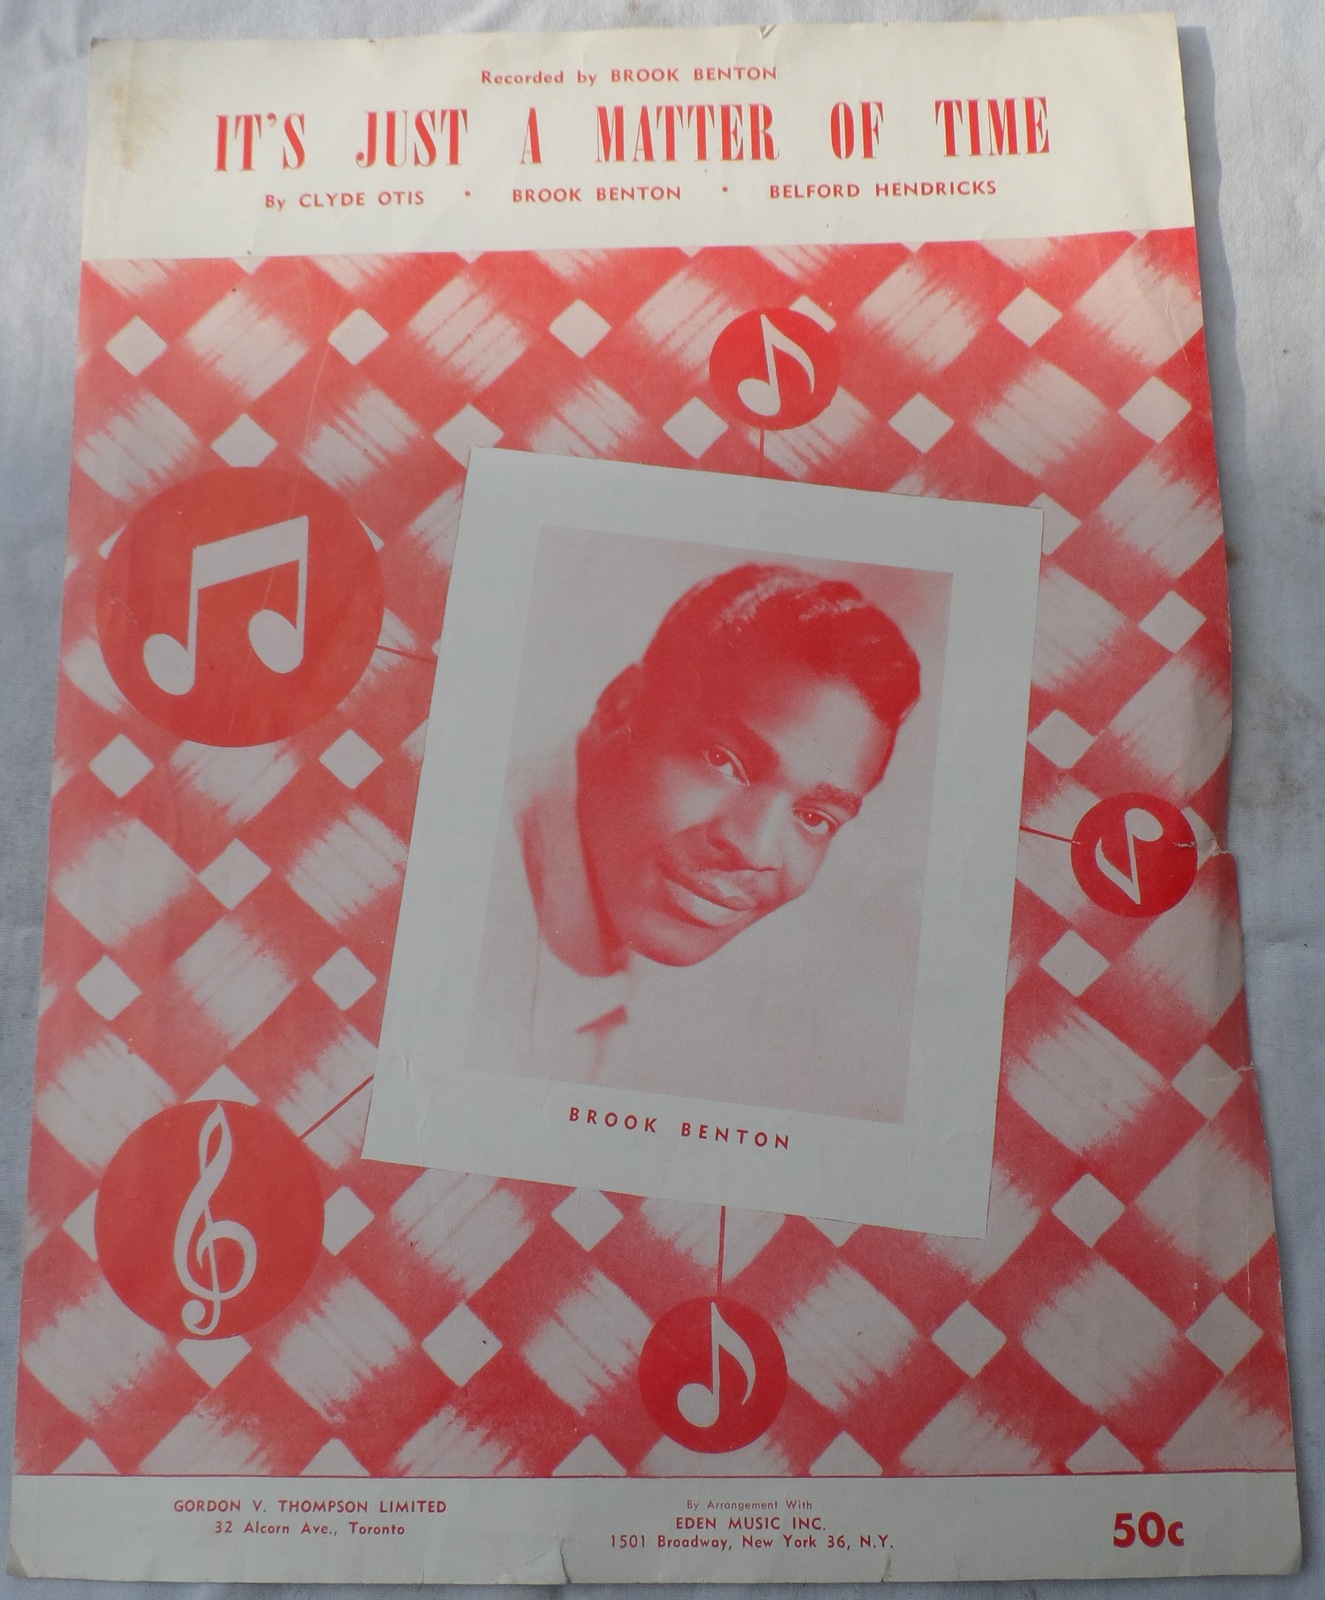 Recorded by BROOK BENTON
IT'S JUST A MATTER OF TIME
By CLYDE OTIS • BROOK BENTON • BELFORD HENDRICKS
BROOK BENTON
GORDON V. THOMPSON LIMITED
32 Alcorn Ave., Toronto
By Arrangement With
EDEN MUSIC INC.
1501 Broadway, New York 36, N.Y.
50c